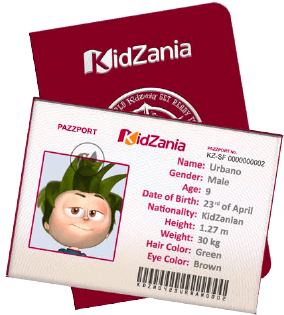 KidZania
PAZZPORT
KidZania
PAZZPORT No.
KZ-SF 0000000002
Name: Urbano
Gender: Male
Age: 9
Date of Birth: 23rd of April
Nationality: KidZanian
Height: 1.27 m
Weight: 30 kg
Hair Color: Green
Eye Color: Brown